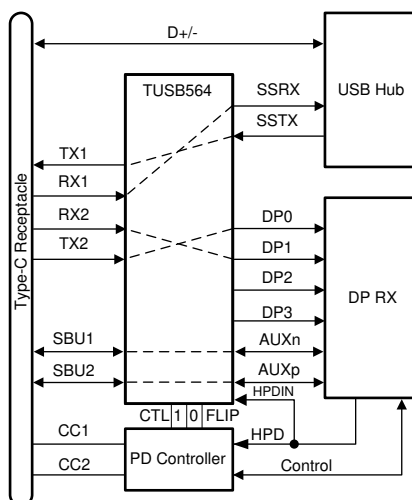 D+/-
TUSB564
USB Hub
SSRX
SSTX
TX1
RX1
RX2
TX2
DP0
DP1
DP2
DP3
DP RX
Type-C Receptacle
SBU1
SBU2
AUXn
AUXp
HPDIN
CTL 1 0 FLIP
CC1
CC2
PD Controller
HPD
Control